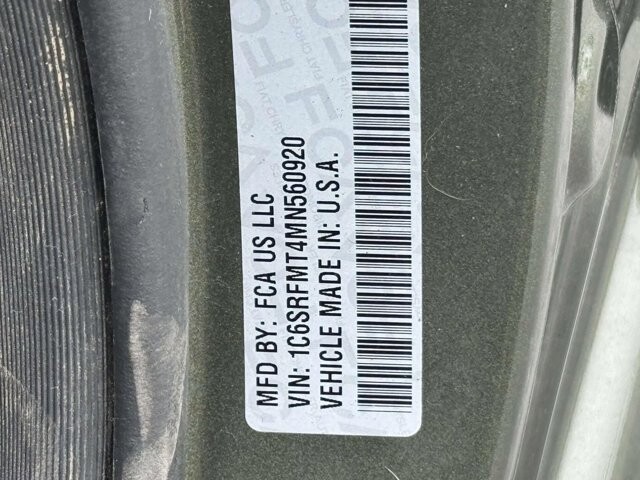 MFD BY: FCA US LLC
VIN: 1C6SRFMT4MN560920
VEHICLE MADE IN: U.S.A.